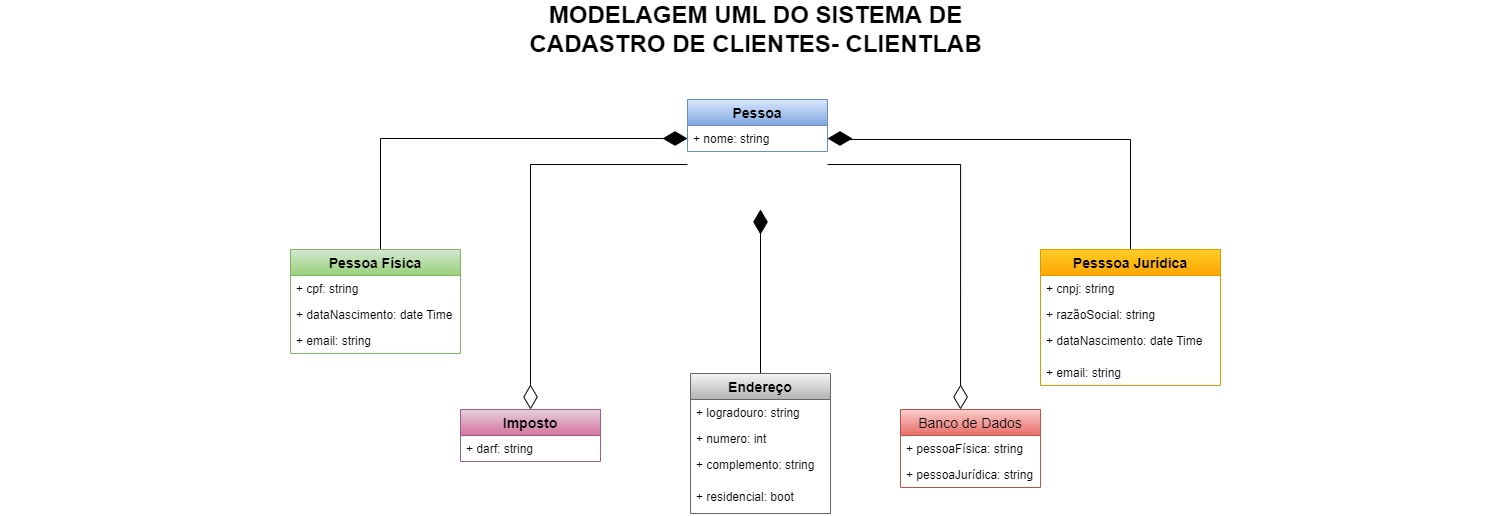 MODELAGEM UML DO SISTEMA DE
CADASTRO DE CLIENTES- CLIENTLAB
Pessoa
+ nome: string
Pessoa Física
+ cpf: string
+ dataNascimento: date Time
+ email: string
Pesssoa Jurídica
+ cnpj: string
+ razãoSocial: string
+ dataNascimento: date Time
+ email: string
Imposto
+ darf: string
Endereço
+ logradouro: string
+ numero: int
+ complemento: string
+ residencial: boot
Banco de Dados
+ pessoaFísica: string
+ pessoaJurídica: string